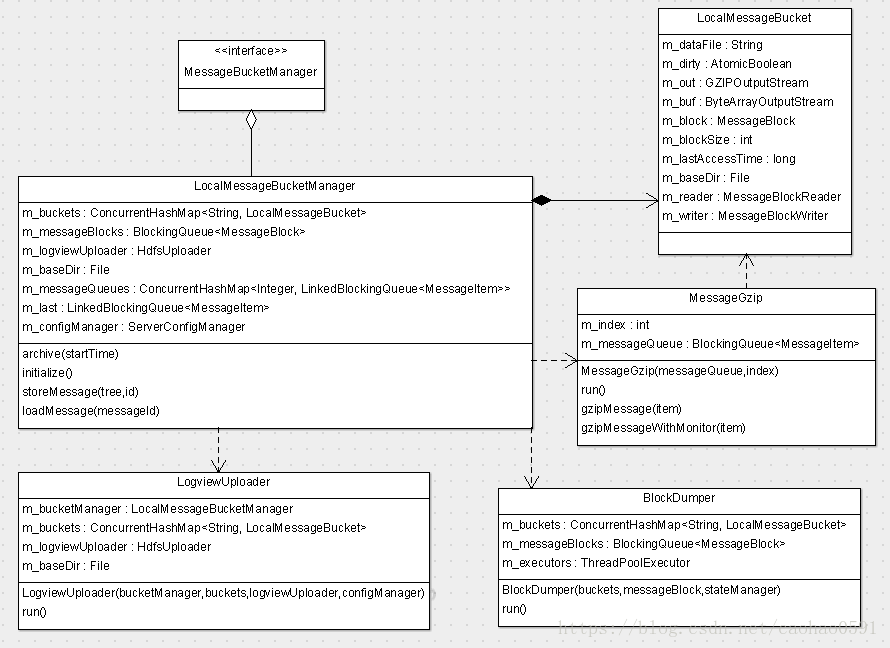 <<interface>>
MessageBucketManager
LocalMessageBucket
m_dataFile : String
m_dirty : AtomicBoolean
m_out : GZIPOutputStream
m_buf : ByteArrayOutputStream
m_block : MessageBlock
m_blockSize : int
m_lastAccessTime : long
m_baseDir : File
m_reader : MessageBlockReader
m_writer : MessageBlockWriter
LocalMessageBucketManager
m_buckets : ConcurrentHashMap<String, LocalMessageBucket>
m_messageBlocks : BlockingQueue<MessageBlock>
m_logviewUploader : HdfsUploader
m_baseDir : File
m_messageQueues : ConcurrentHashMap<Integer, LinkedBlockingQueue<MessageItem>>
m_last : LinkedBlockingQueue<MessageItem>
m_configManager : ServerConfigManager
archive(startTime)
initialize()
storeMessage(tree,id)
loadMessage(messageId)
MessageGzip
m_index : int
m_messageQueue : BlockingQueue<MessageItem>
MessageGzip(messageQueue,index)
run()
gzipMessage(item)
gzipMessageWithMonitor(item)
LogviewUploader
m_bucketManager : LocalMessageBucketManager
m_buckets : ConcurrentHashMap<String, LocalMessageBucket>
m_logviewUploader : HdfsUploader
m_baseDir : File
LogviewUploader(bucketManager,buckets,logviewUploader,configManager)
run()
BlockDumper
m_buckets : ConcurrentHashMap<String, LocalMessageBucket>
m_messageBlocks : BlockingQueue<MessageBlock>
m_executors : ThreadPoolExecutor
BlockDumper(buckets,messageBlock,stateManager)
run()
https://blog.csdn.net/caohao0591